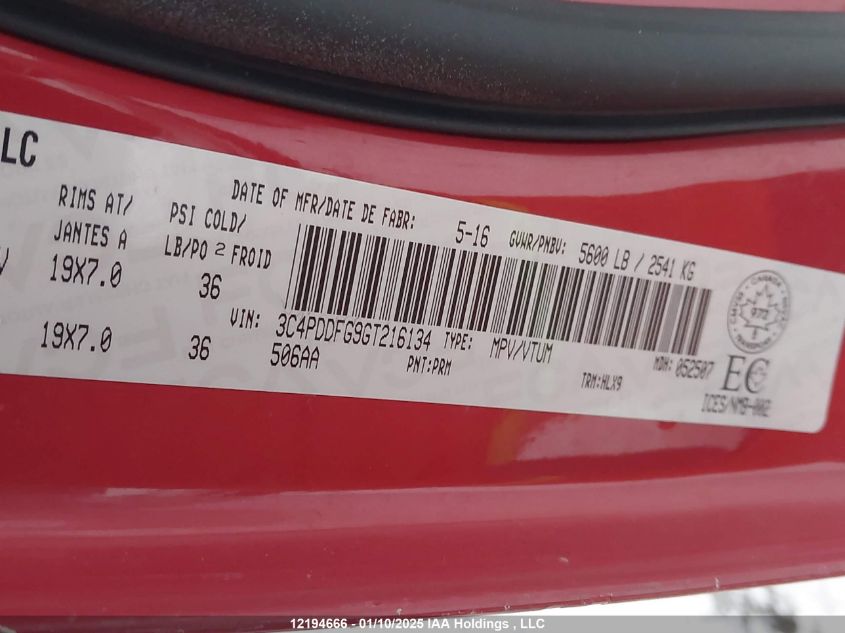 LC
DATE OF MFR/DATE DE FABR: 5-16 GVWR/PNBV: 5600 LB / 2541 KG
RIMS AT/ PSI COLD/
JANTES A LB/PO 2 FROID
19X7.0 36
19X7.0 36
VIN: 3C4PDDFG9GT216134 TYPE: MPV/VTUM MDH: 052507
506AA PNT:PRM TRM:HLX9
CANADA
972
EC
ICES/NMB-002
12194666 - 01/10/2025 IAA Holdings , LLC